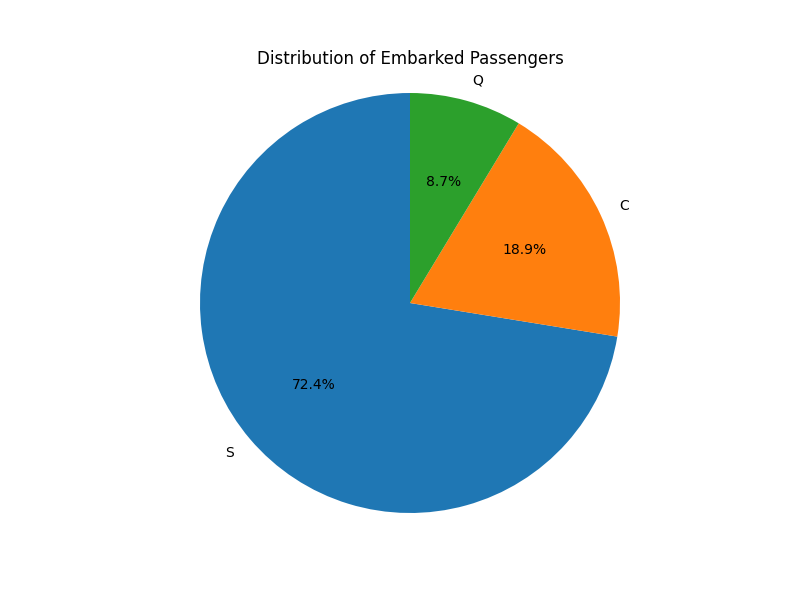 Distribution of Embarked Passengers
Q
8.7%
C
18.9%
72.4%
S